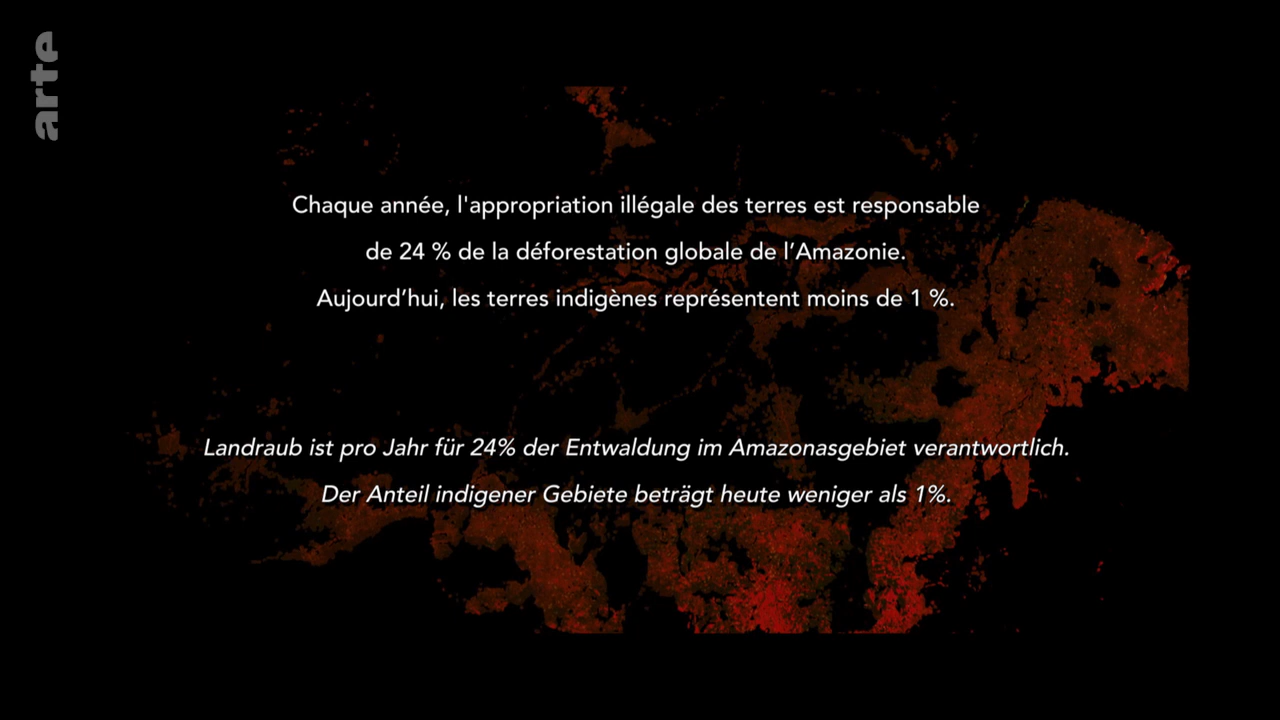 arte
Chaque année, l'appropriation illégale des terres est responsable
de 24 % de la déforestation globale de l’Amazonie.
Aujourd’hui, les terres indigènes représentent moins de 1 %.
Landraub ist pro Jahr für 24% der Entwaldung im Amazonasgebiet verantwortlich.
Der Anteil indigener Gebiete beträgt heute weniger als 1%.